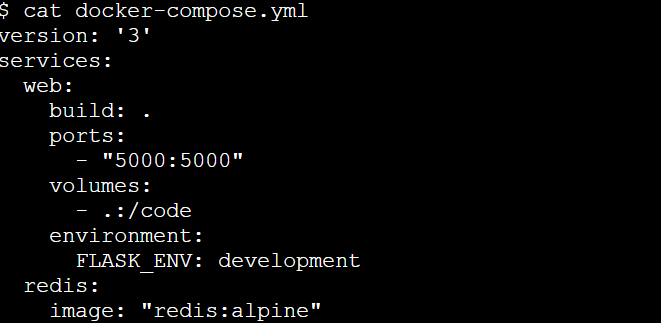 $ cat docker-compose.yml
version: '3'
services:
  web:
    build: .
    ports:
      - "5000:5000"
    volumes:
      - .:/code
    environment:
      FLASK_ENV: development
  redis:
    image: "redis:alpine"